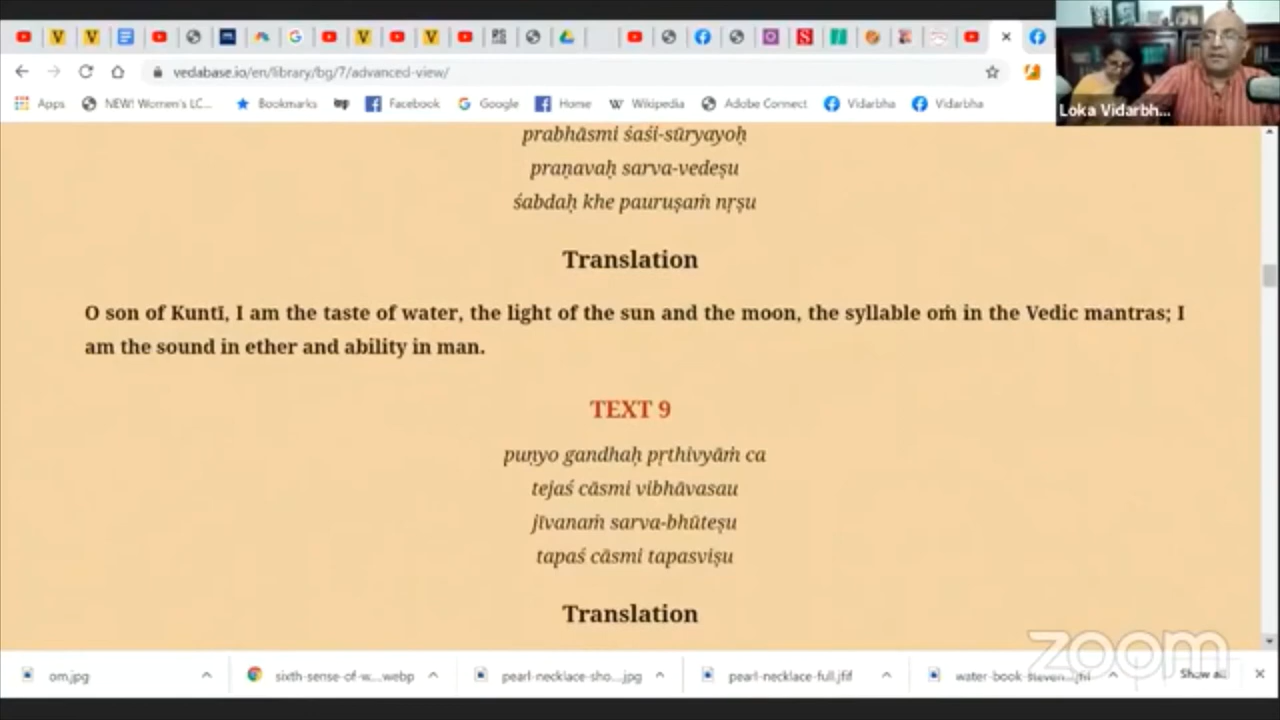 vedabase.io/en/library/bg/7/advanced-view/
Apps NEW! Women's LC... Bookmarks Facebook Google Home Wikipedia Adobe Connect Vidarbha Vidarbha
Loka Vidarbh...
prabhāsmi śaśi-sūryayoḥ
praṇavaḥ sarva-vedeṣu
śabdaḥ khe pauruṣaṁ nṛṣu
Translation
O son of Kuntī, I am the taste of water, the light of the sun and the moon, the syllable oṁ in the Vedic mantras; I
am the sound in ether and ability in man.
TEXT 9
puṇyo gandhaḥ pṛthivyāṁ ca
tejaś cāsmi vibhāvasau
jīvanaṁ sarva-bhūteṣu
tapaś cāsmi tapasviṣu
Translation
zoom
om.jpg sixth-sense-of-w....webp pearl-necklace-sho...jpg pearl-necklace-full.jfif Show all